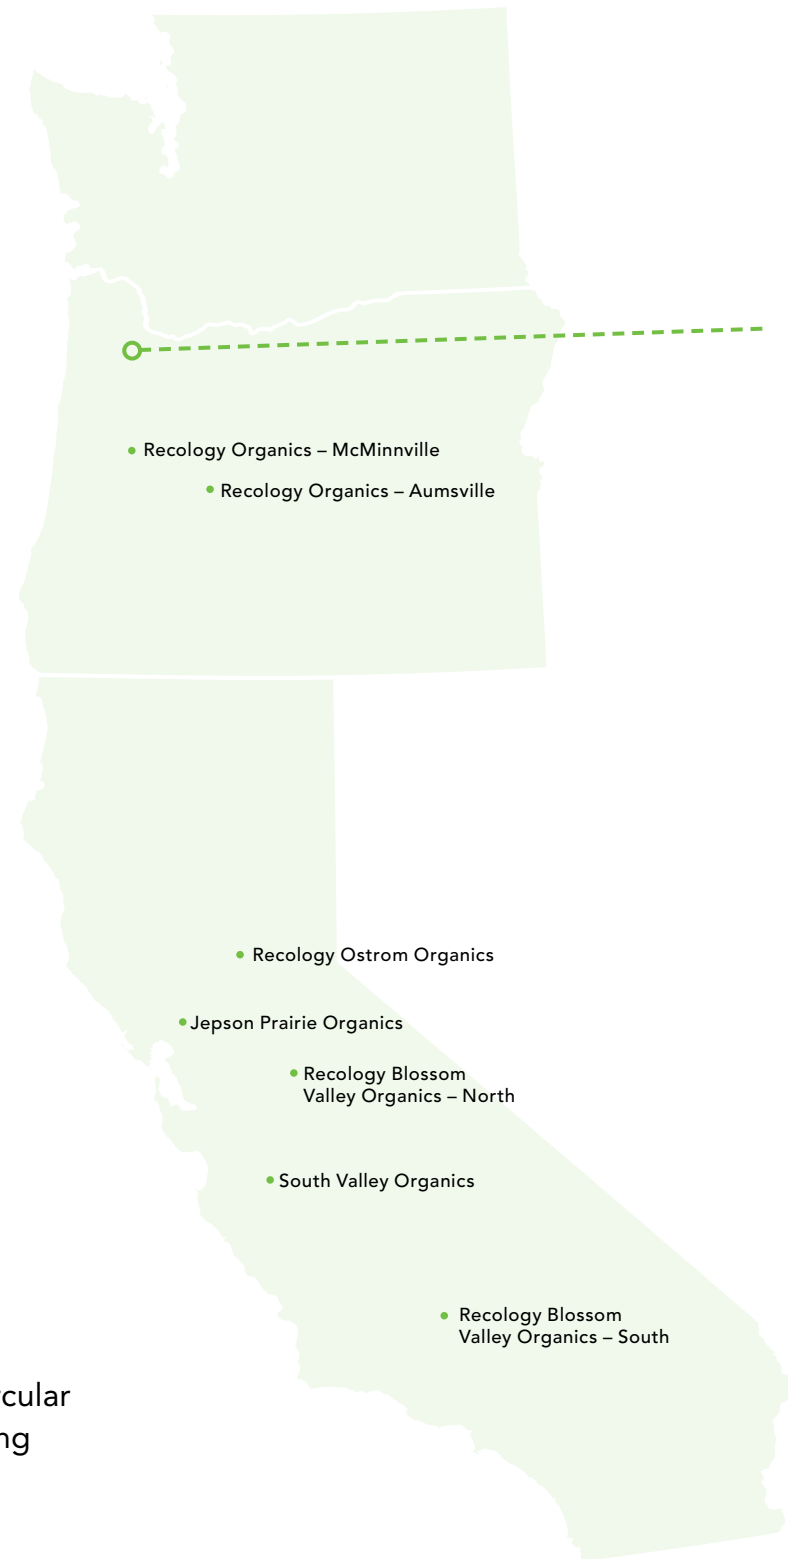 Recology Organics – McMinnville
Recology Organics – Aumsville
Recology Ostrom Organics
Jepson Prairie Organics
Recology Blossom
Valley Organics – North
South Valley Organics
Recology Blossom
Valley Organics – South